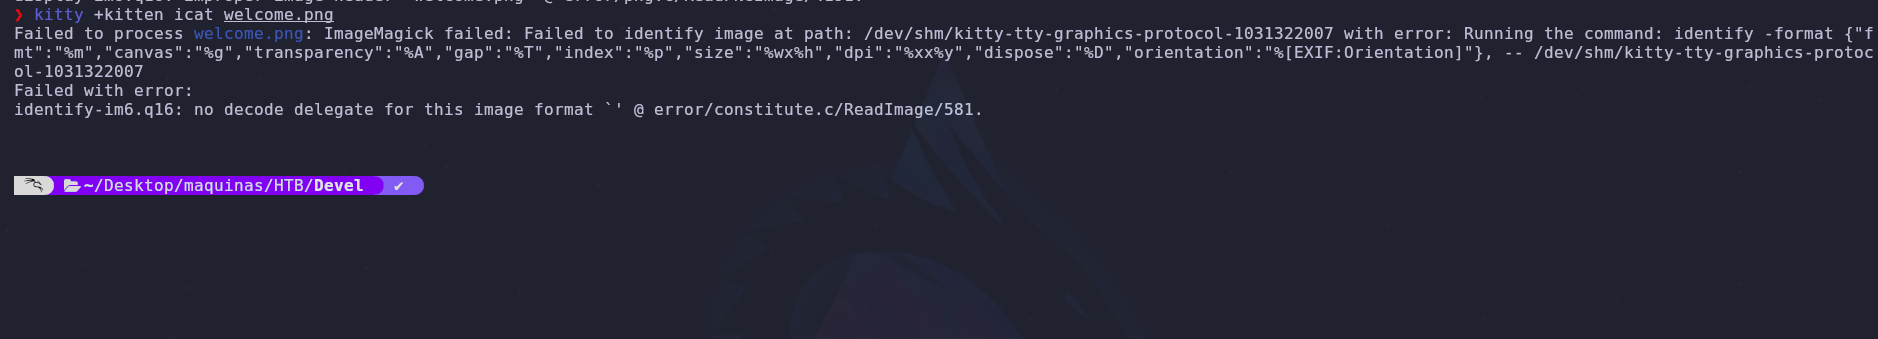 ❯ kitty +kitten icat welcome.png
Failed to process welcome.png: ImageMagick failed: Failed to identify image at path: /dev/shm/kitty-tty-graphics-protocol-1031322007 with error: Running the command: identify -format {"f
mt":"%m","canvas":"%g","transparency":"%A","gap":"%T","index":"%p","size":"%wx%h","dpi":"%xx%y","dispose":"%D","orientation":"%[EXIF:Orientation]"}, -- /dev/shm/kitty-tty-graphics-protoc
ol-1031322007
Failed with error:
identify-im6.q16: no decode delegate for this image format `' @ error/constitute.c/ReadImage/581.
~/Desktop/maquinas/HTB/Devel ✔